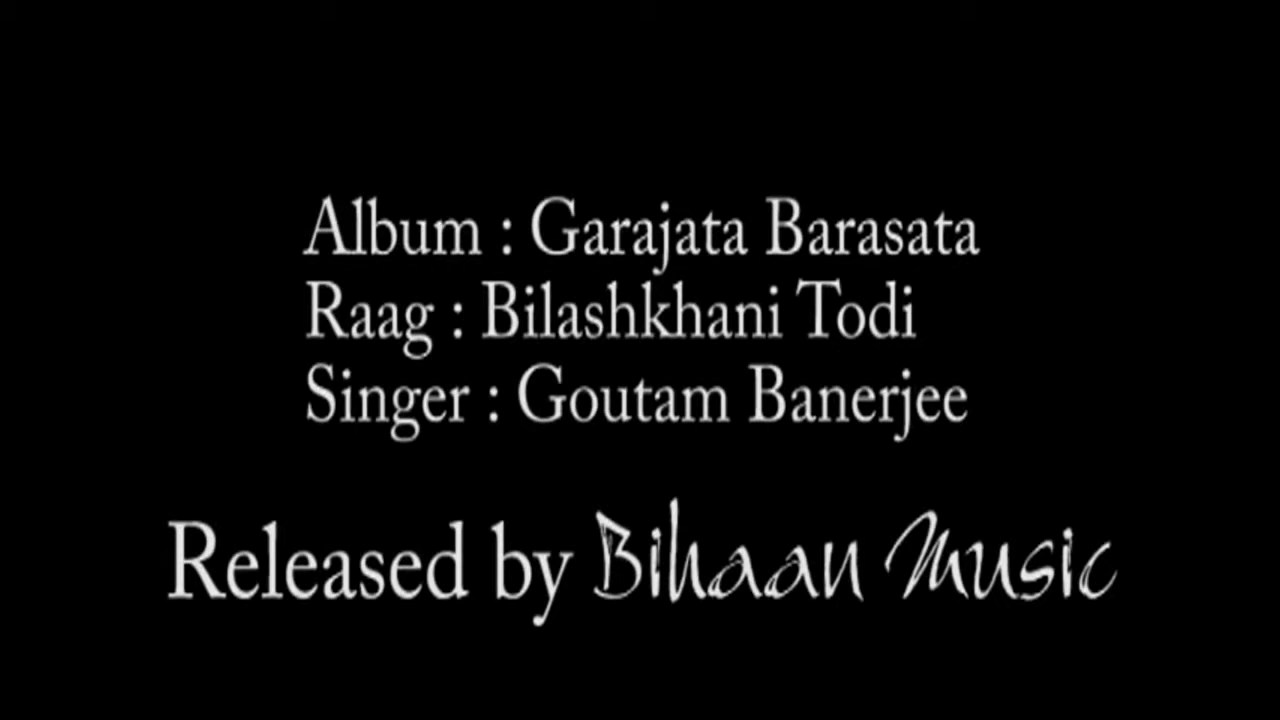 Album : Garajata Barasata
Raag : Bilashkhani Todi
Singer : Goutam Banerjee
Released by Bihaan Music